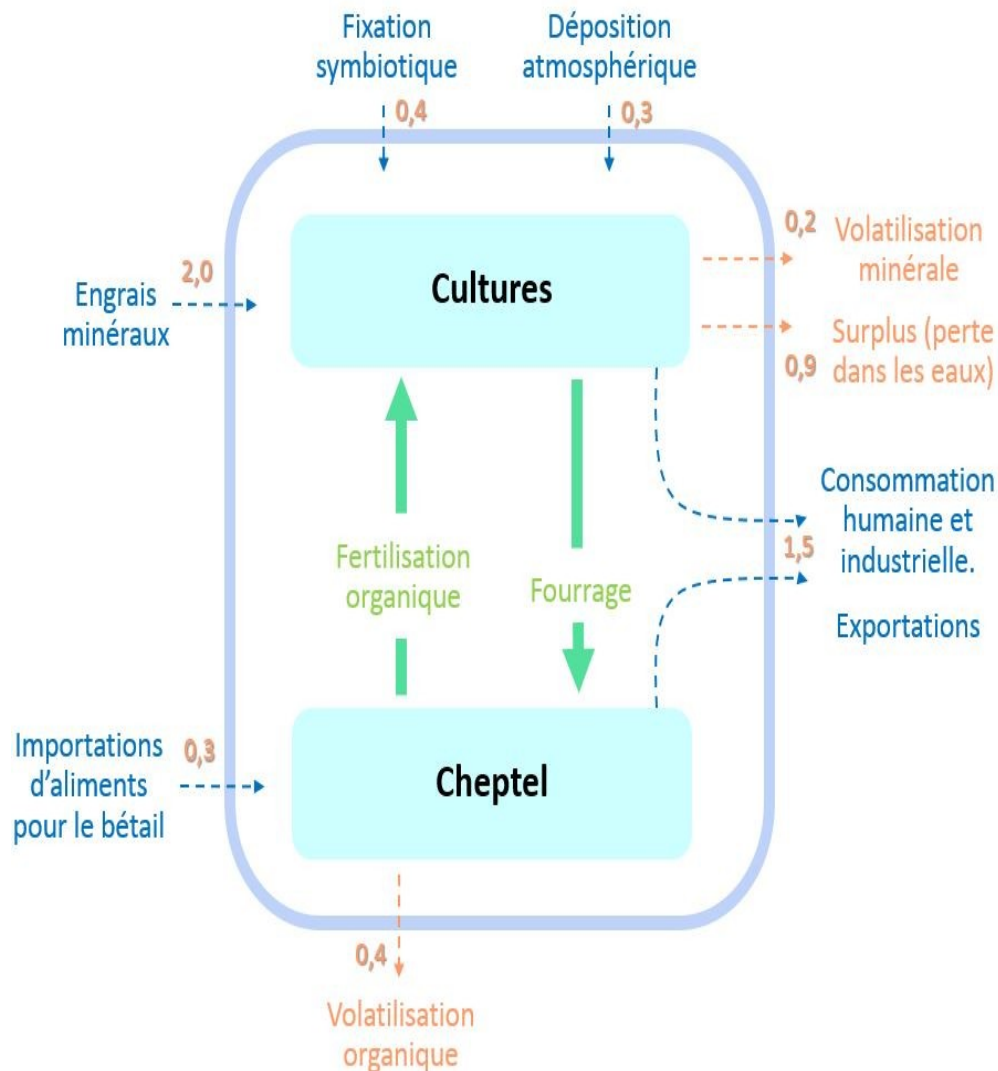 Fixation
symbiotique
0,4
Déposition
atmosphérique
0,3
Engrais
minéraux
2,0
Cultures
0,2
Volatilisation
minérale
Surplus (perte
dans les eaux)
0,9
Fertilisation
organique
Fourrage
Consommation
humaine et
industrielle.
1,5
Exportations
Importations
d'aliments
pour le bétail
0,3
Cheptel
0,4
Volatilisation
organique